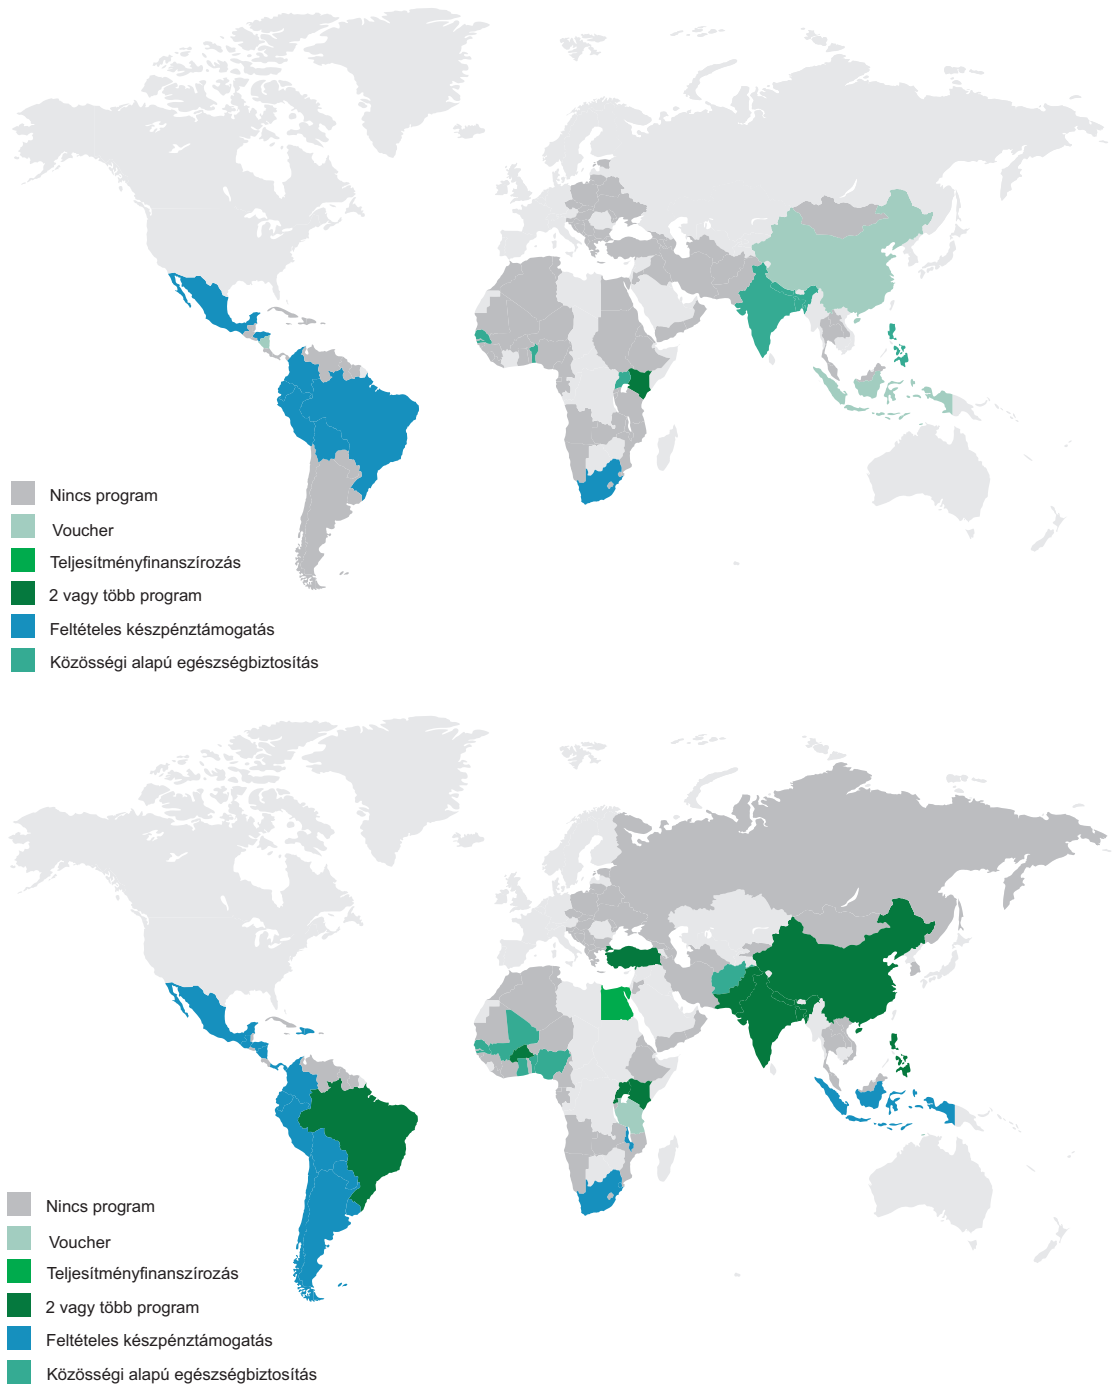 Nincs program
Voucher
Teljesítményfinanszírozás
2 vagy több program
Feltételes készpénztámogatás
Közösségi alapú egészségbiztosítás
Nincs program
Voucher
Teljesítményfinanszírozás
2 vagy több program
Feltételes készpénztámogatás
Közösségi alapú egészségbiztosítás